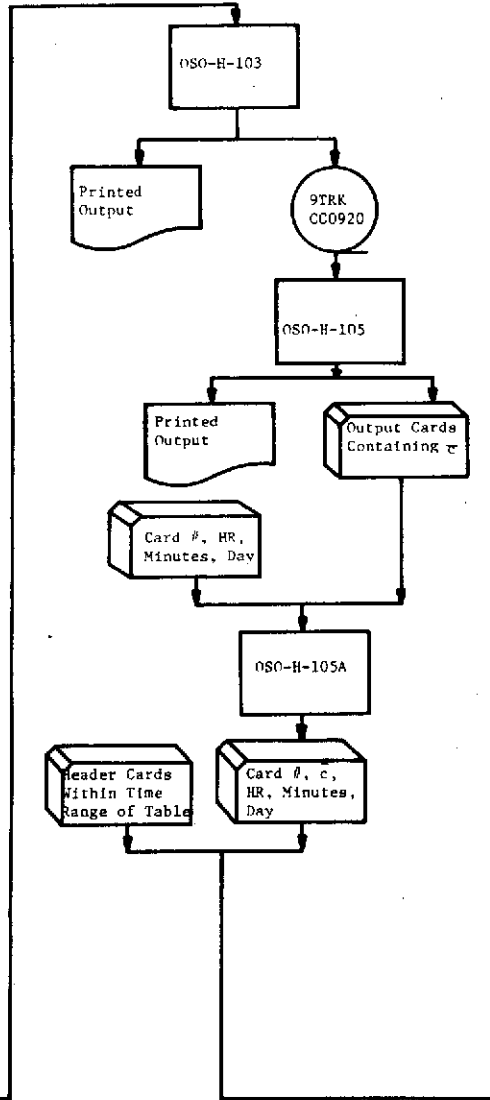 OSO-H-103
Printed
Output
9TRK
CC0920
OSO-H-105
Printed
Output
Output Cards
Containing c̅
Card #, HR,
Minutes, Day
OSO-H-105A
Header Cards
Within Time
Range of Table
Card #, c,
HR, Minutes,
Day